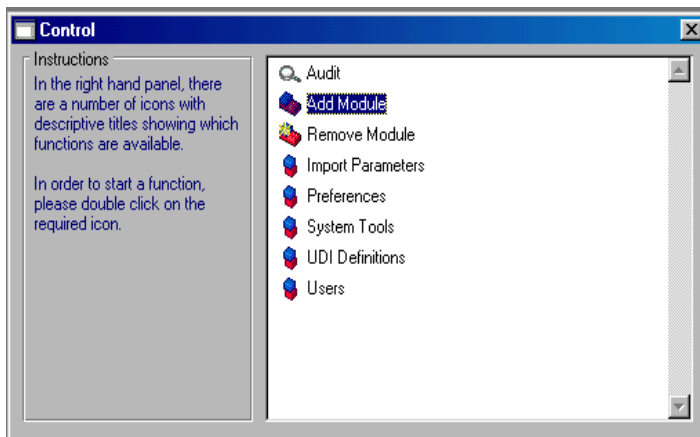 Control
Instructions
In the right hand panel, there
are a number of icons with
descriptive titles showing which
functions are available.
In order to start a function,
please double click on the
required icon.
Audit
Add Module
Remove Module
Import Parameters
Preferences
System Tools
UDI Definitions
Users